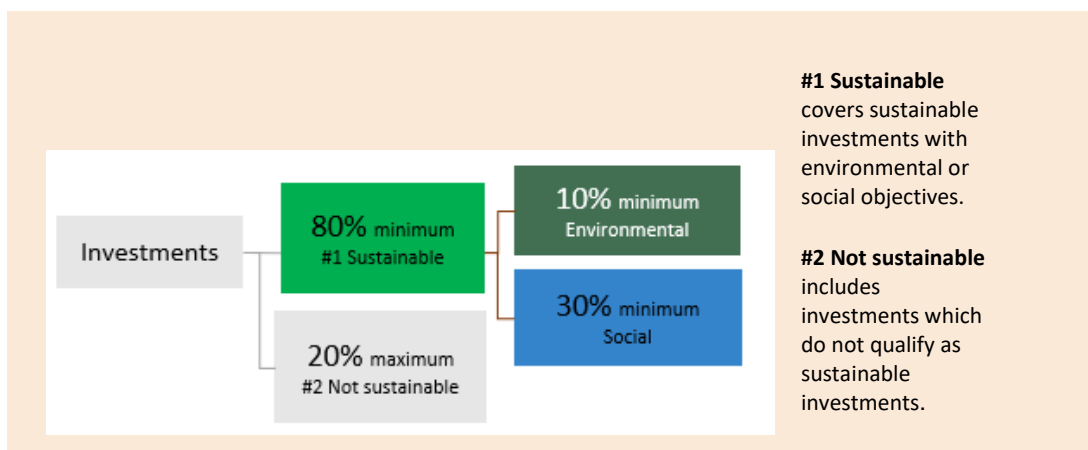 Investments
80% minimum
#1 Sustainable
20% maximum
#2 Not sustainable
10% minimum
Environmental
30% minimum
Social
#1 Sustainable
covers sustainable
investments with
environmental or
social objectives.
#2 Not sustainable
includes
investments which
do not qualify as
sustainable
investments.